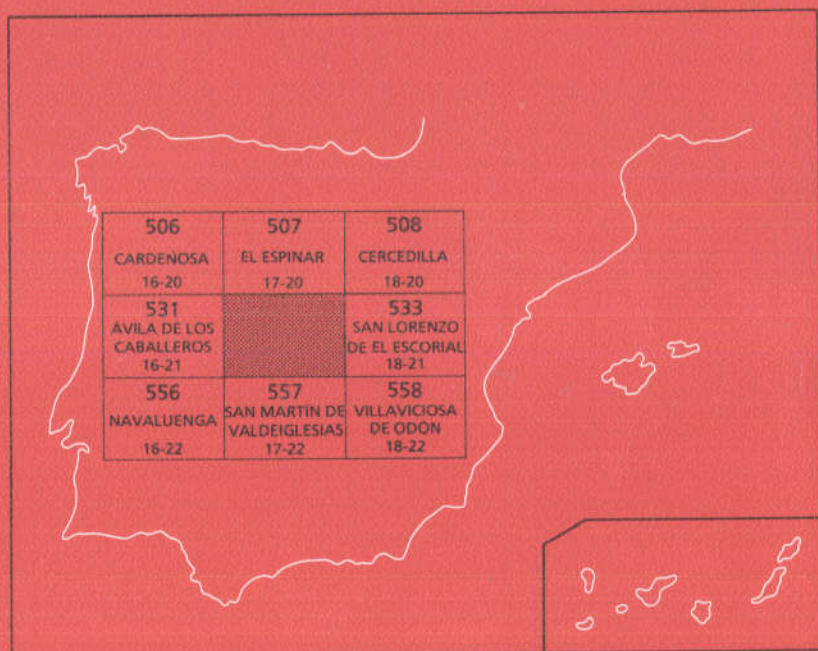 506
CARDEÑOSA
16-20
507
EL ESPINAR
17-20
508
CERCEDILLA
18-20
531
AVILA DE LOS
CABALLEROS
16-21
533
SAN LORENZO
DE EL ESCORIAL
18-21
556
NAVALUENGA
16-22
557
SAN MARTIN DE
VALDEIGLESIAS
17-22
558
VILLAVICIOSA
DE ODÓN
18-22